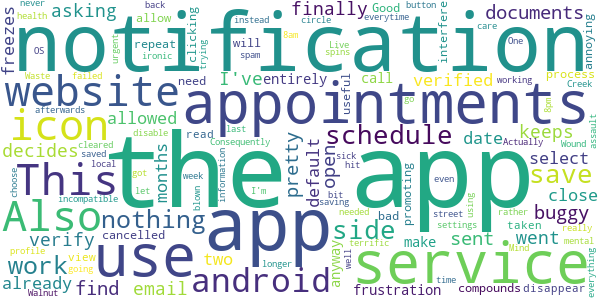 notification
the app
app
appointments
service
website
icon
This
Also
use
android
schedule
side
save
documents
finally
asking
I've
entirely
verified
allowed
will
call
need
useful
process
interfere
annoying
freezes
decides
nothing
months
pretty
default
open
date
keeps
select
buggy
close
work
already
find
email
verify
cancelled
two
sent
went
make
anyway
bad
taken
frustration
compounds
disappear
promoting
clicking
repeat
read
view
never
health
back
everytime
button
Good
circle
instead
ironic
spam
Live
spins
8am
OS
urgent
trying
allow
Waste
failed
afterwards
disable
Consequently
last
information
One
working
care
Creek
Actually
go
8pm
Wound
assault
cleared
saved
local
got
let
I'm
sick
hit
even
rather
incompatible
choose
week
blown
bit
saving
needed
street
using
settings
really
mental
profile
going
longer
well
terrific
time
Mind
Walnut
everything